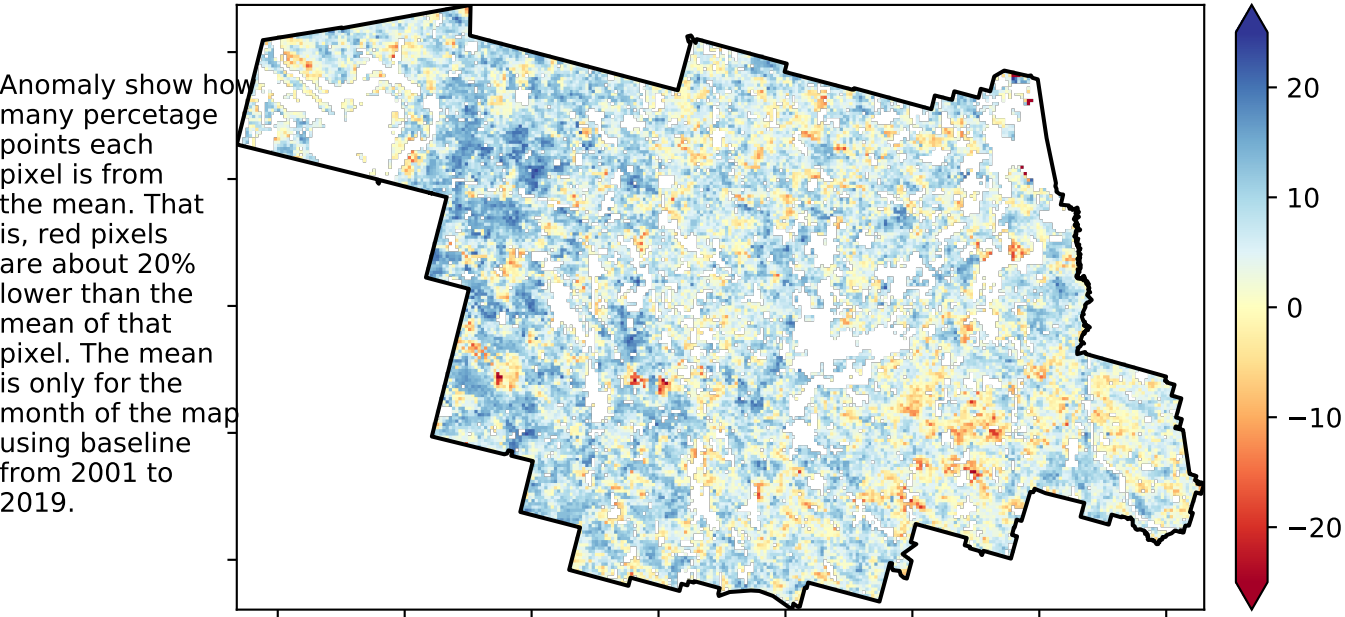 Anomaly show how
many percetage
points each
pixel is from
the mean. That
is, red pixels
are about 20%
lower than the
mean of that
pixel. The mean
is only for the
month of the map
using baseline
from 2001 to
2019.
20
10
0
−10
−20